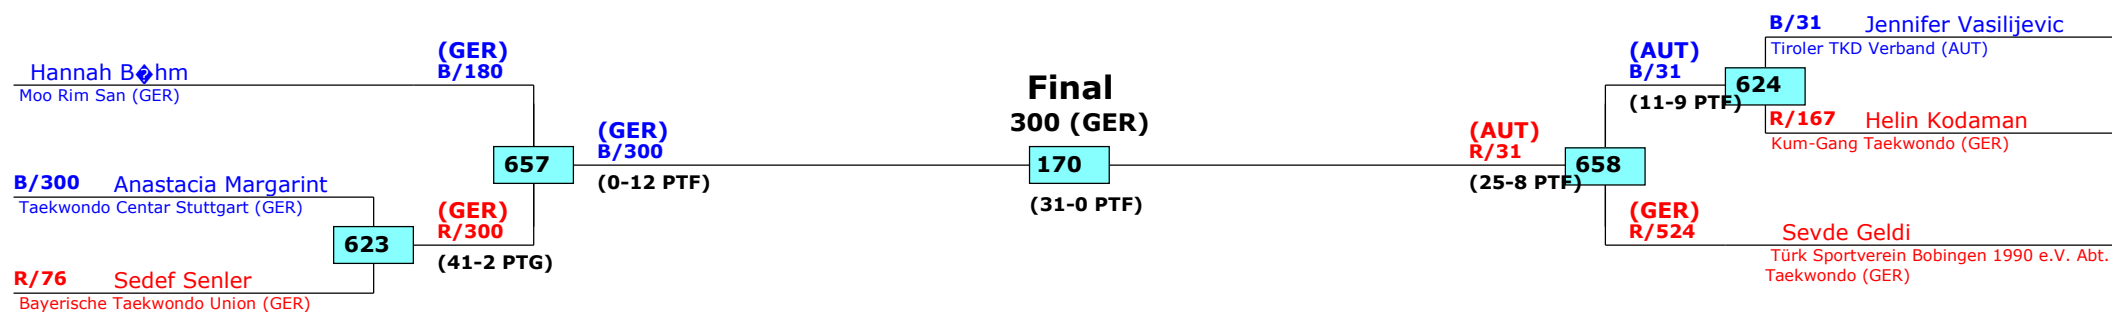 Hannah B�hm
Moo Rim San (GER)
B/300 Anastacia Margarint
Taekwondo Centar Stuttgart (GER)
R/76 Sedef Senler
Bayerische Taekwondo Union (GER)
623
(GER)
B/180
(GER)
R/300
(41-2 PTG)
657
(GER)
B/300
(0-12 PTF)
Final
300 (GER)
170
(31-0 PTF)
(AUT)
R/31
(25-8 PTF)
658
(AUT)
B/31
(11-9 PTF)
(GER)
R/524
624
B/31 Jennifer Vasilijevic
Tiroler TKD Verband (AUT)
R/167 Helin Kodaman
Kum-Gang Taekwondo (GER)
Sevde Geldi
Türk Sportverein Bobingen 1990 e.V. Abt.
Taekwondo (GER)